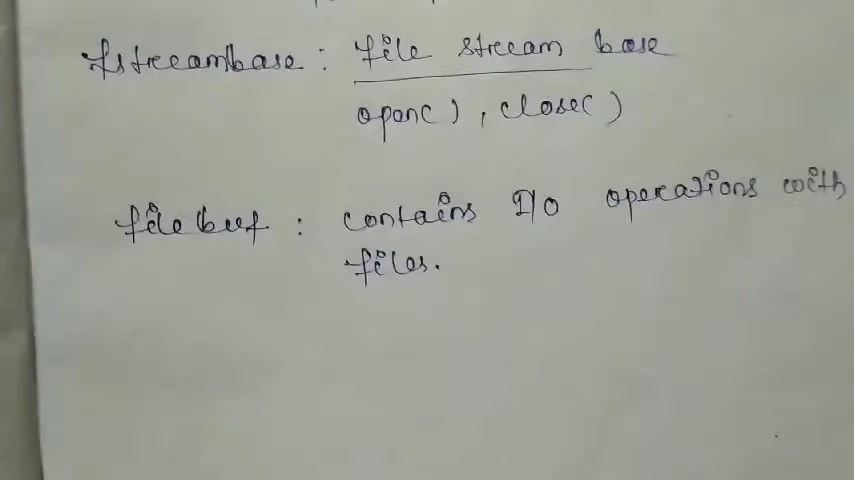 fstreambase : file stream base
open( ) , close( )
filebuf : contains I/O operations with
files.